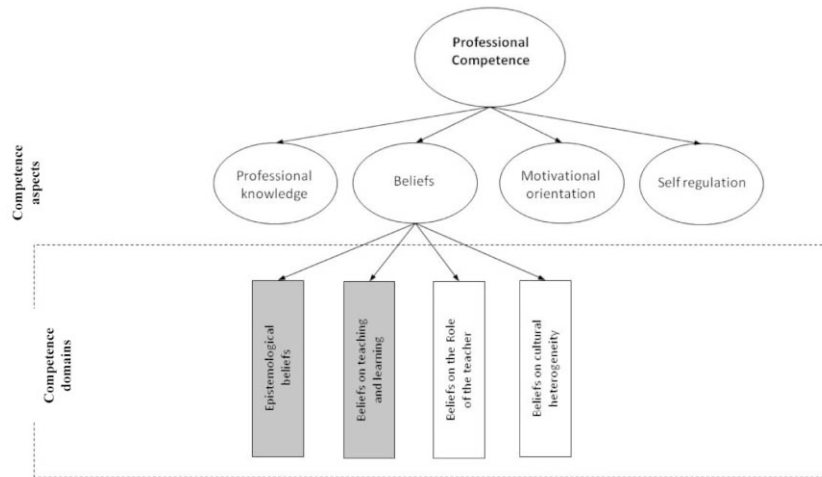 Professional
Competence
Competence
aspects
Professional
knowledge
Beliefs
Motivational
orientation
Self regulation
Competence
domains
Epistemological
beliefs
Beliefs on teaching
and learning
Beliefs on the Role
of the teacher
Beliefs on cultural
heterogeneity